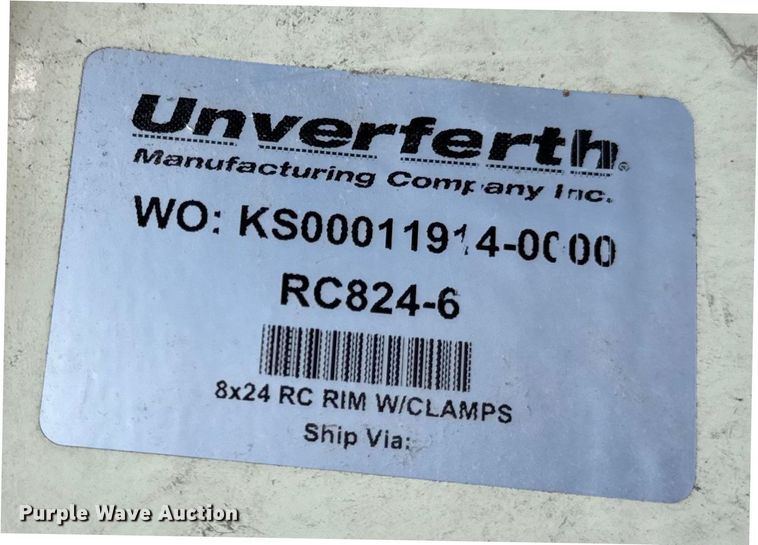 Unverferth®
Manufacturing Company Inc.
WO: KS00011914-0000
RC824-6
8x24 RC RIM W/CLAMPS
Ship Via:
Purple Wave Auction